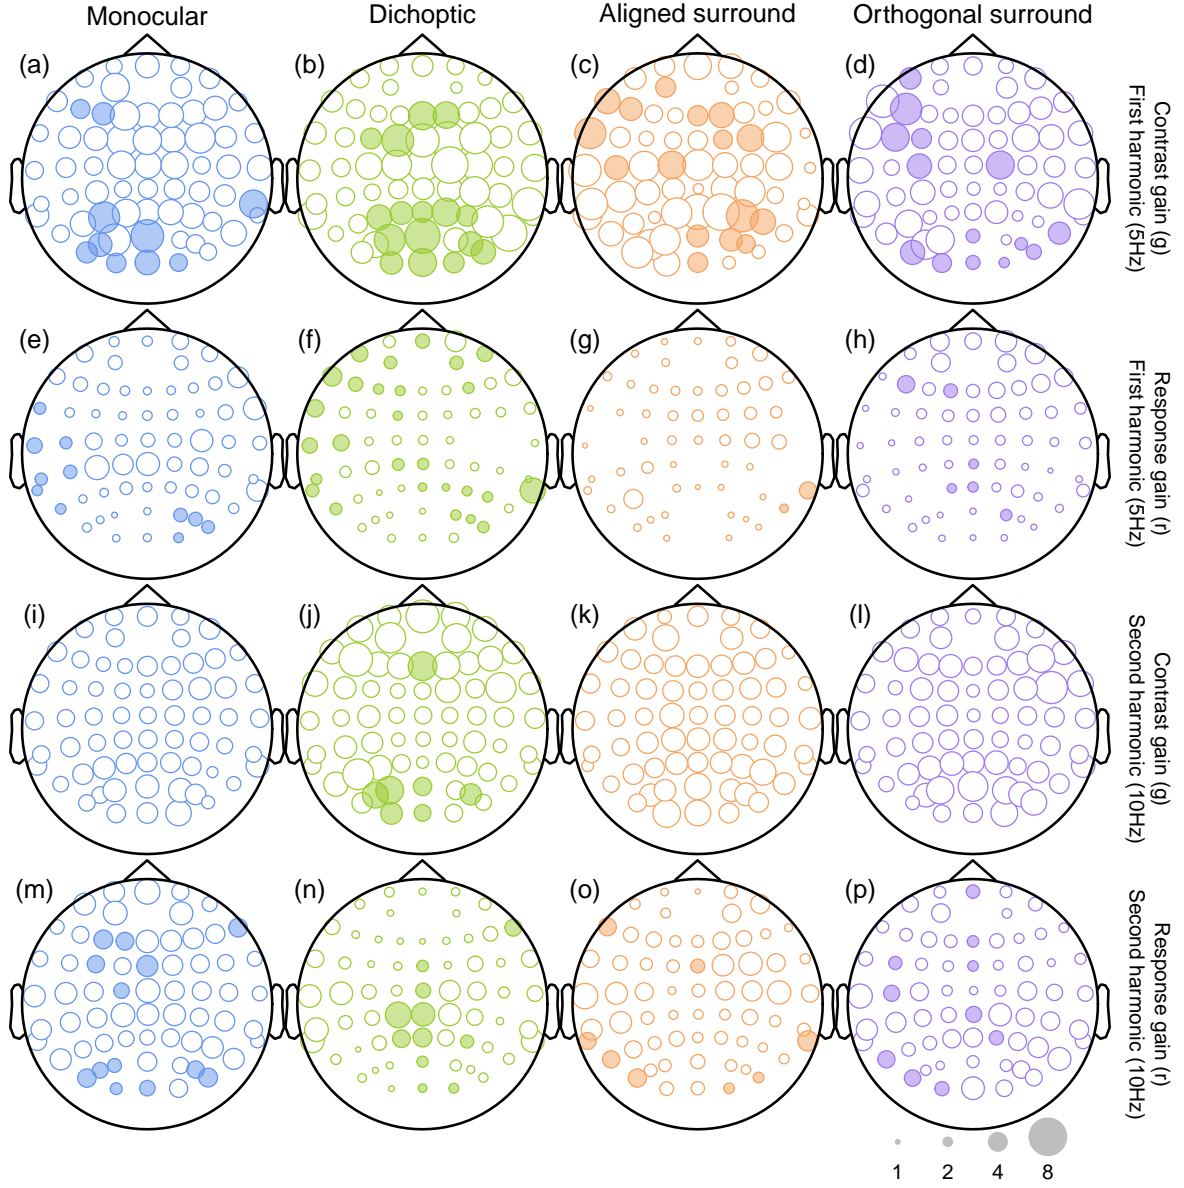 Monocular
Dichoptic
Aligned surround
Orthogonal surround
(a)
(b)
(c)
(d)
Contrast gain (g)
First harmonic (5Hz)
(e)
(f)
(g)
(h)
Response gain (r)
First harmonic (5Hz)
(i)
(j)
(k)
(l)
Contrast gain (g)
Second harmonic (10Hz)
(m)
(n)
(o)
(p)
Response gain (r)
Second harmonic (10Hz)
1 2 4 8